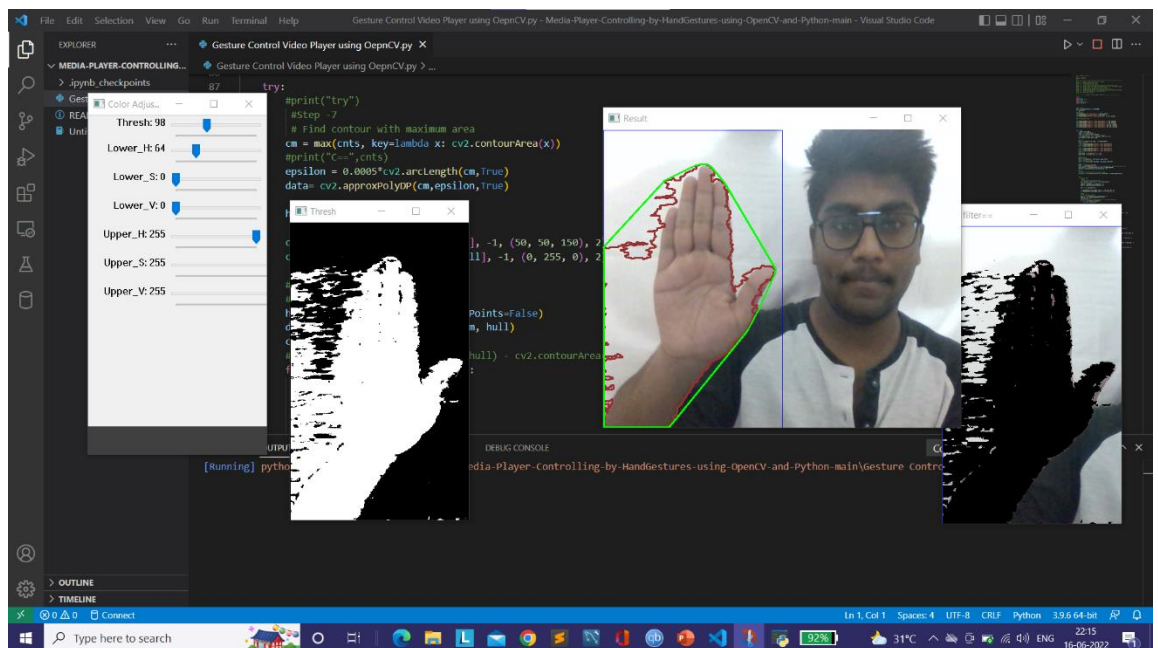 File Edit Selection View Go Run Terminal Help
Gesture Control Video Player using OepnCV.py - Media-Player-Controlling-by-HandGestures-using-OpenCV-and-Python-main - Visual Studio Code
EXPLORER
MEDIA-PLAYER-CONTROLLING...
> .ipynb_checkpoints
Gest
REA
Unti
Gesture Control Video Player using OepnCV.py
Gesture Control Video Player using OepnCV.py > ...
87 try:
#print("try")
#Step -7
# Find contour with maximum area
cm = max(cnts, key=lambda x: cv2.contourArea(x))
#print("C==",cnts)
epsilon = 0.0005*cv2.arcLength(cm,True)
data= cv2.approxPolyDP(cm,epsilon,True)
], -1, (50, 50, 150), 2
ll], -1, (0, 255, 0), 2
Points=False)
m, hull)
hull) - cv2.contourArea
Color Adjus...
Thresh: 98
Lower_H: 64
Lower_S: 0
Lower_V: 0
Upper_H: 255
Upper_S: 255
Upper_V: 255
Thresh
Result
filter==
DEBUG CONSOLE
[Running] pytho
edia-Player-Controlling-by-HandGestures-using-OpenCV-and-Python-main\Gesture Contro
> OUTLINE
> TIMELINE
0 0 Connect
Ln 1, Col 1 Spaces: 4 UTF-8 CRLF Python 3.9.6 64-bit
Type here to search
92%
31°C
ENG
22:15
16-06-2022